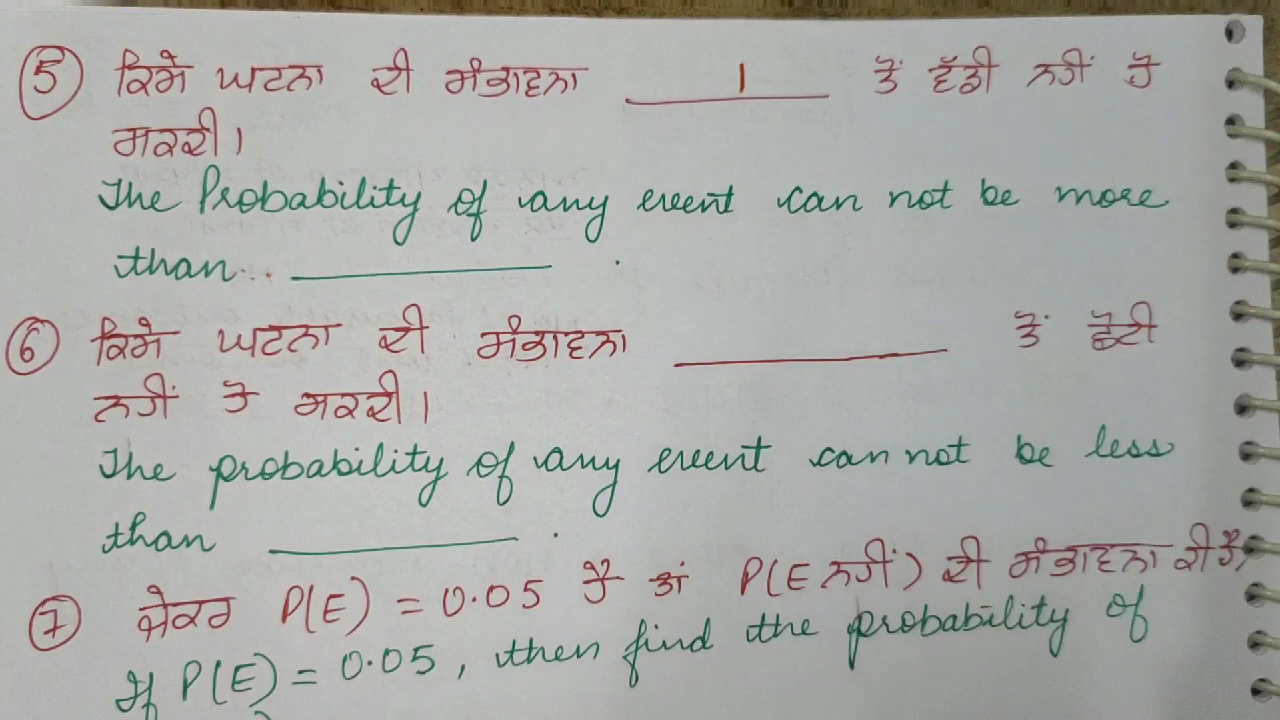 5 ਕਿਸੇ ਘਟਨਾ ਦੀ ਸੰਭਾਵਨਾ 1 ਤੋਂ ਵੱਡੀ ਨਹੀਂ ਹੋ
ਸਕਦੀ।
The Probability of any event can not be more
than ________ .
6 ਕਿਸੇ ਘਟਨਾ ਦੀ ਸੰਭਾਵਨਾ ________ ਤੋਂ ਛੋਟੀ
ਨਹੀਂ ਹੋ ਸਕਦੀ।
The probability of any event can not be less
than ________ .
7 ਜੇਕਰ P(E) = 0.05 ਹੈ ਤਾਂ P(E ਨਹੀਂ) ਦੀ ਸੰਭਾਵਨਾ ਕੀ ਹੈ
If P(E) = 0.05, then find the probability of